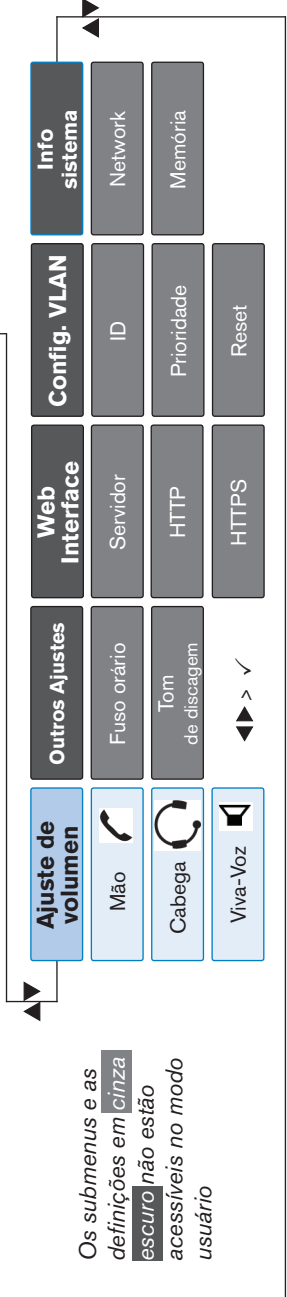 Os submenus e as
definições em cinza
escuro não estão
acessíveis no modo
usuário
Ajuste de
volumen
Mão
Cabega
Viva-Voz
Outros Ajustes
Fuso orário
Tom
de discagem
> ✓
Web
Interface
Servidor
HTTP
HTTPS
Config. VLAN
ID
Prioridade
Reset
Info
sistema
Network
Memória